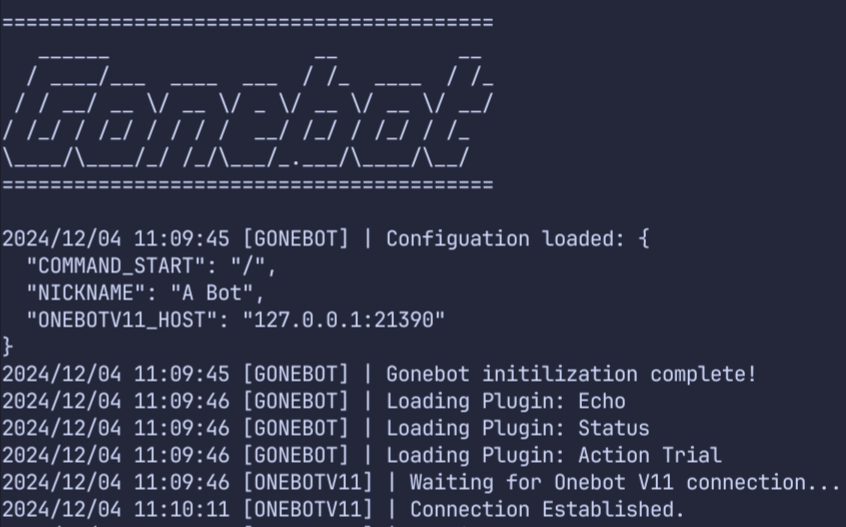 =========================================
   ______                 __          __
  / ____/___  ____  ___  / /_  ____  / /_
 / / __/ __ \/ __ \/ _ \/ __ \/ __ \/ __/
/ /_/ / /_/ / / / /  __/ /_/ / /_/ / /_
\____/\____/_/ /_/\___/_.___/\____/\__/
=========================================
2024/12/04 11:09:45 [GONEBOT] | Configuation loaded: {
  "COMMAND_START": "/",
  "NICKNAME": "A Bot",
  "ONEBOTV11_HOST": "127.0.0.1:21390"
}
2024/12/04 11:09:45 [GONEBOT] | Gonebot initilization complete!
2024/12/04 11:09:46 [GONEBOT] | Loading Plugin: Echo
2024/12/04 11:09:46 [GONEBOT] | Loading Plugin: Status
2024/12/04 11:09:46 [GONEBOT] | Loading Plugin: Action Trial
2024/12/04 11:09:46 [ONEBOTV11] | Waiting for Onebot V11 connection...
2024/12/04 11:10:11 [ONEBOTV11] | Connection Established.